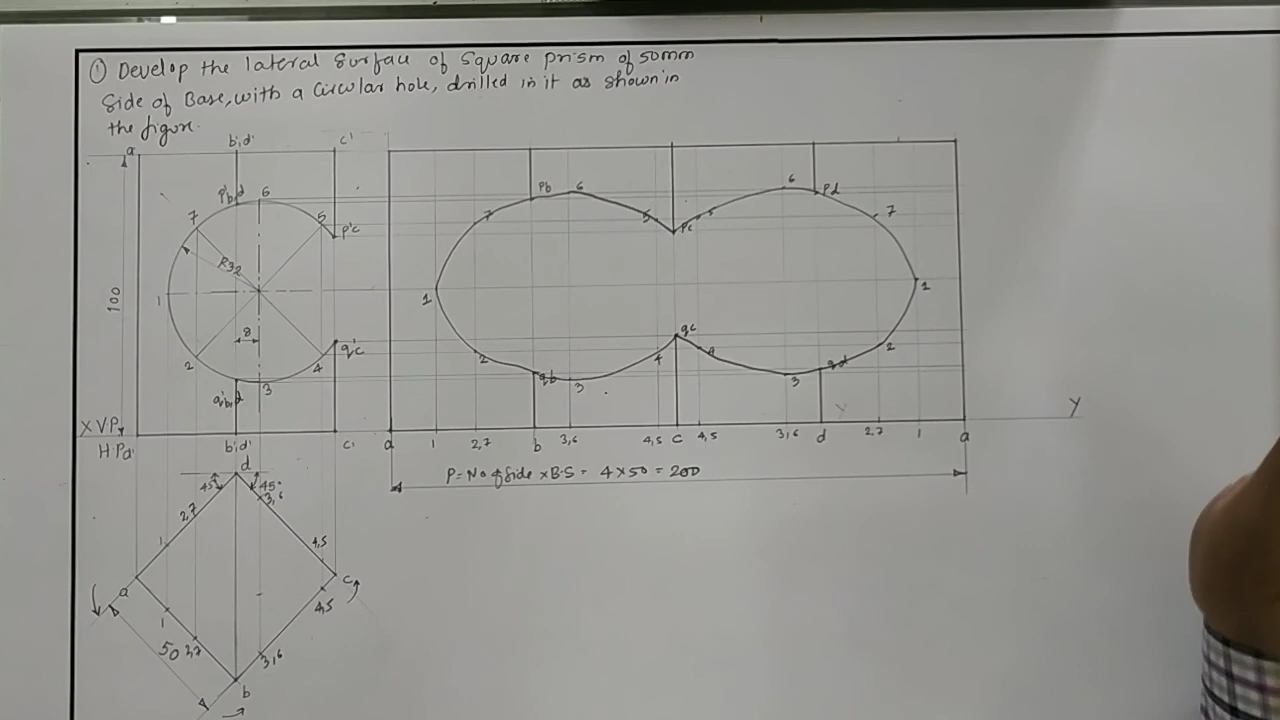 ① Develop the lateral surface of square prism of 50mm
side of Base, with a circular hole, drilled in it as shown in
the figure.
a' b',d' c'
p'b,d 6
7 5 p'c
R32
1
8
2 4 q'c
3
q'b,d
100
X V.P. Y
H.P.
a' b',d' c'
Pb 6 6 Pd
7 5 Pc 5 7
1 1
2 qb 3 4 qc 4 3 qd 2
a 1 2,7 b 3,6 4,5 c 4,5 3,6 d 2,7 1 a
P = No of side × B.S = 4 × 50 = 200
d
45° 45°
2,7 3,6
1 4,5
a c
1 4,5
50 2,7 3,6
b